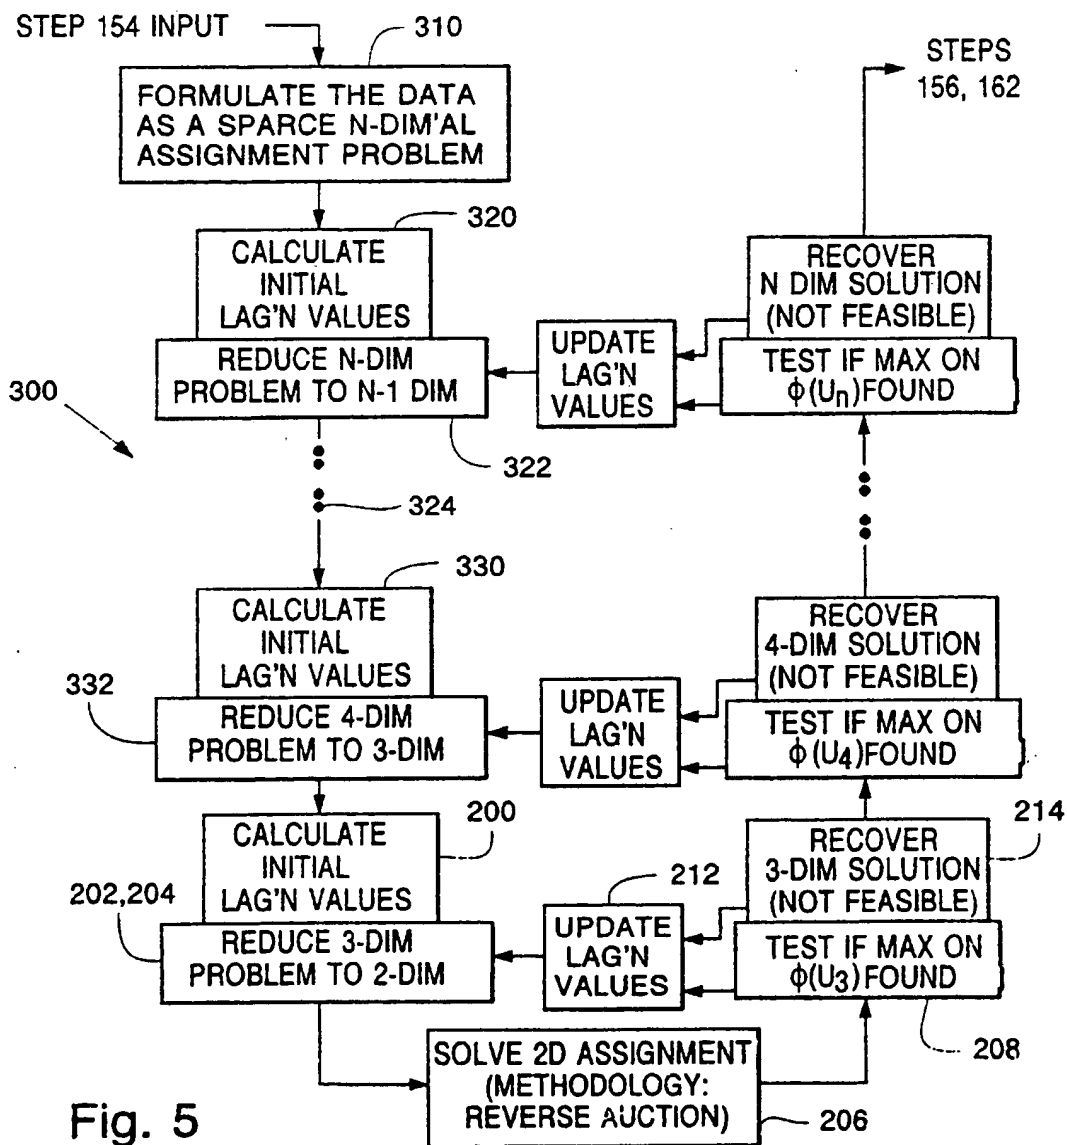 STEP 154 INPUT
310
FORMULATE THE DATA
AS A SPARCE N-DIM'AL
ASSIGNMENT PROBLEM
320
CALCULATE
INITIAL
LAG'N VALUES
REDUCE N-DIM
PROBLEM TO N-1 DIM
322
300
324
330
CALCULATE
INITIAL
LAG'N VALUES
332
REDUCE 4-DIM
PROBLEM TO 3-DIM
200
CALCULATE
INITIAL
LAG'N VALUES
202,204
REDUCE 3-DIM
PROBLEM TO 2-DIM
SOLVE 2D ASSIGNMENT
(METHODOLOGY:
REVERSE AUCTION)
206
STEPS
156, 162
RECOVER
N DIM SOLUTION
(NOT FEASIBLE)
TEST IF MAX ON
ϕ(Un)FOUND
UPDATE
LAG'N
VALUES
RECOVER
4-DIM SOLUTION
(NOT FEASIBLE)
TEST IF MAX ON
ϕ(U4)FOUND
UPDATE
LAG'N
VALUES
214
RECOVER
3-DIM SOLUTION
(NOT FEASIBLE)
TEST IF MAX ON
ϕ(U3)FOUND
208
212
UPDATE
LAG'N
VALUES
Fig. 5